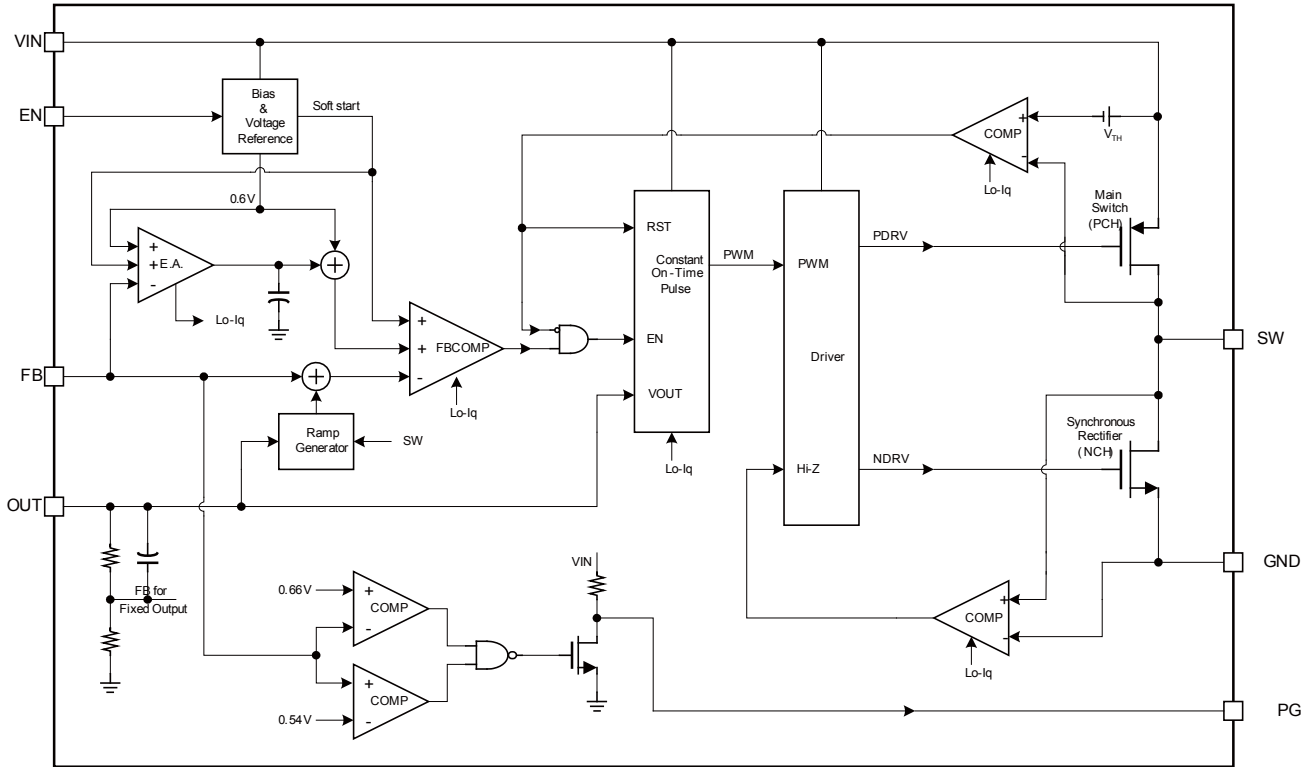 VIN
EN
Bias
&
Voltage
Reference
Soft start
+
COMP
-
VTH
Lo-Iq
0.6V
Main
Switch
(PCH)
RST
PDRV
+
+
E.A.
-
+
Constant
On-Time
Pulse
PWM
PWM
Lo-Iq
+
+
FBCOMP
-
EN
SW
Driver
FB
+
VOUT
Lo-Iq
Ramp
Generator
SW
Synchronous
Rectifier
(NCH)
Lo-Iq
Hi-Z
NDRV
OUT
VIN
GND
FB for
Fixed Output
0.66V
+
COMP
-
+
COMP
-
Lo-Iq
+
COMP
-
0.54V
PG